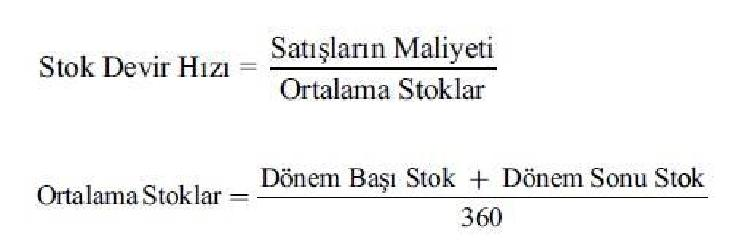 Stok Devir Hızı = Satışların Maliyeti / Ortalama Stoklar
Ortalama Stoklar = Dönem Başı Stok + Dönem Sonu Stok / 360